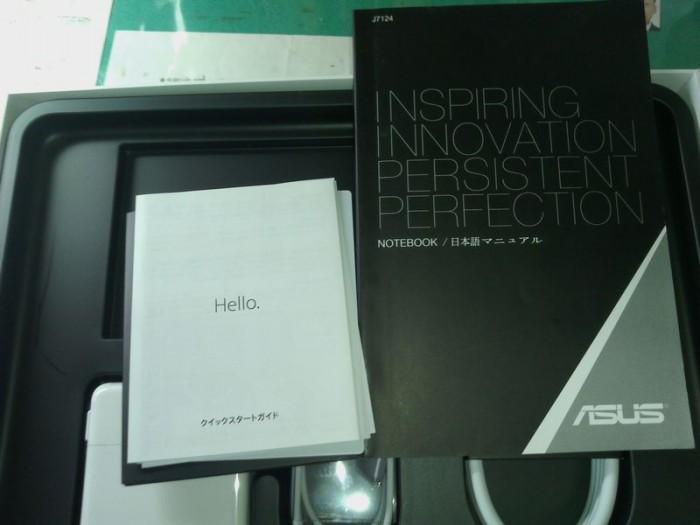 J7124
INSPIRING
INNOVATION
PERSISTENT
PERFECTION
NOTEBOOK / 日本語マニュアル
ASUS
Hello.
クイックスタートガイド